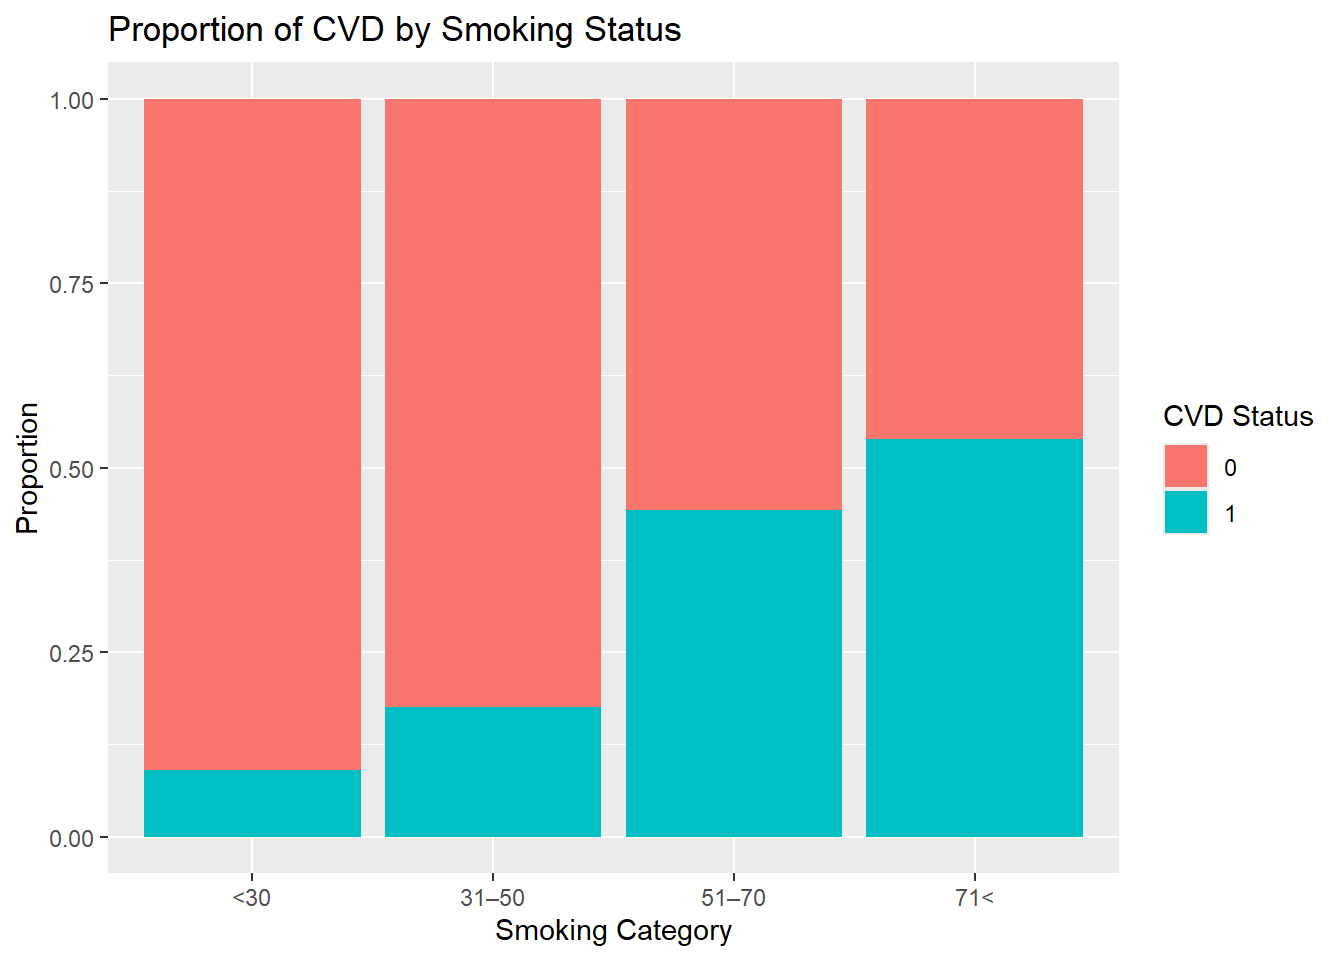 Proportion of CVD by Smoking Status
1.00
0.75
0.50
0.25
0.00
Proportion
<30
31–50
51–70
71<
Smoking Category
CVD Status
0
1